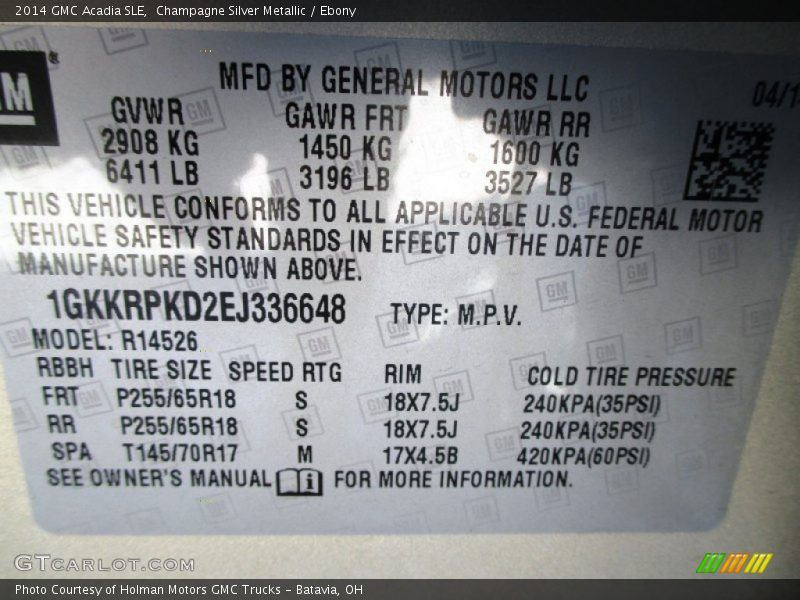 2014 GMC Acadia SLE,  Champagne Silver Metallic / Ebony
GM
MFD BY GENERAL MOTORS LLC
04/1
GVWR GAWR FRT GAWR RR
2908 KG 1450 KG 1600 KG
6411 LB 3196 LB 3527 LB
THIS VEHICLE CONFORMS TO ALL APPLICABLE U.S. FEDERAL MOTOR
VEHICLE SAFETY STANDARDS IN EFFECT ON THE DATE OF
MANUFACTURE SHOWN ABOVE.
1GKKRPKD2EJ336648 TYPE: M.P.V.
MODEL: R14526
RBBH TIRE SIZE SPEED RTG RIM COLD TIRE PRESSURE
FRT P255/65R18 S 18X7.5J 240KPA(35PSI)
RR P255/65R18 S 18X7.5J 240KPA(35PSI)
SPA T145/70R17 M 17X4.5B 420KPA(60PSI)
SEE OWNER'S MANUAL i FOR MORE INFORMATION.
GTCARLOT.COM
Photo Courtesy of Holman Motors GMC Trucks – Batavia, OH